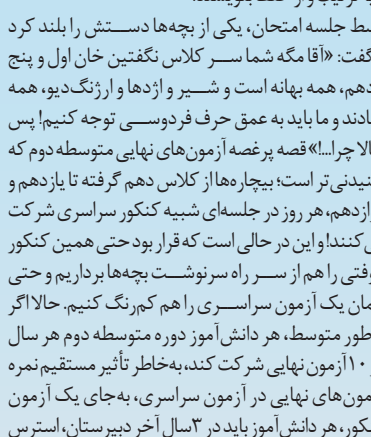 وسط جلسه امتحان، یکی از بچه‌ها دستش را بلند کرد
گفت: «آقا مگه شما سر کلاس نگفتین خان اول و پنج
همه بهانه است و شیر و اژدها و ارژنگ‌دیو، همه
و ما باید به عمق حرف فردوسی توجه کنیم! پس
حالا چرا...!» قصه پرغصه آزمون‌های نهایی متوسطه دوم که
شنیدنی‌تر است؛ بیچاره‌ها از کلاس دهم گرفته تا یازدهم و
دوازدهم، هر روز در جلسه‌ای شبیه کنکور سراسری شرکت
می‌کنند! و این در حالی است که قرار بود حتی همین کنکور
را هم از سر راه سرنوشت بچه‌ها برداریم و حتی
همان یک آزمون سراسری را هم کم‌رنگ کنیم. حالا اگر
به‌طور متوسط، هر دانش‌آموز دوره متوسطه دوم هر سال
۱۰ آزمون نهایی شرکت کند، به‌خاطر تأثیر مستقیم نمره
آزمون‌های نهایی در آزمون سراسری، به‌جای یک آزمون
کنکور، هر دانش‌آموز باید در ۳سال آخر دبیرستان، استرس